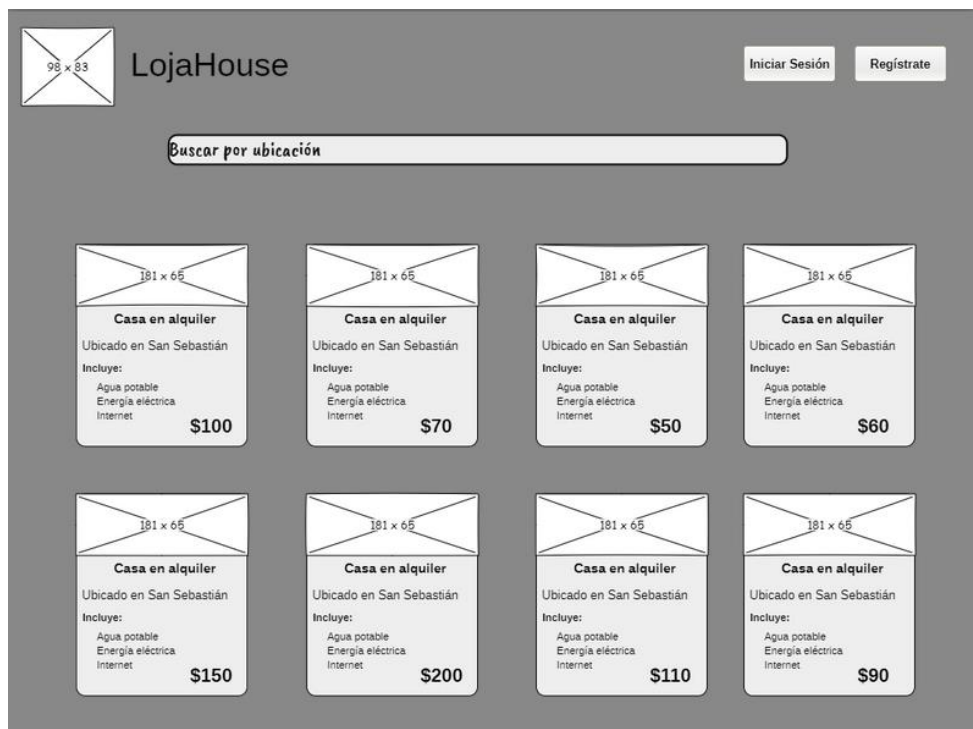 98 x 83
LojaHouse
Iniciar Sesión
Regístrate
Buscar por ubicación
181 x 65
Casa en alquiler
Ubicado en San Sebastián
Incluye:
Agua potable
Energía eléctrica
Internet
$100
181 x 65
Casa en alquiler
Ubicado en San Sebastián
Incluye:
Agua potable
Energía eléctrica
Internet
$70
181 x 65
Casa en alquiler
Ubicado en San Sebastián
Incluye:
Agua potable
Energía eléctrica
Internet
$50
181 x 65
Casa en alquiler
Ubicado en San Sebastián
Incluye:
Agua potable
Energía eléctrica
Internet
$60
181 x 65
Casa en alquiler
Ubicado en San Sebastián
Incluye:
Agua potable
Energía eléctrica
Internet
$150
181 x 65
Casa en alquiler
Ubicado en San Sebastián
Incluye:
Agua potable
Energía eléctrica
Internet
$200
181 x 65
Casa en alquiler
Ubicado en San Sebastián
Incluye:
Agua potable
Energía eléctrica
Internet
$110
181 x 65
Casa en alquiler
Ubicado en San Sebastián
Incluye:
Agua potable
Energía eléctrica
Internet
$90